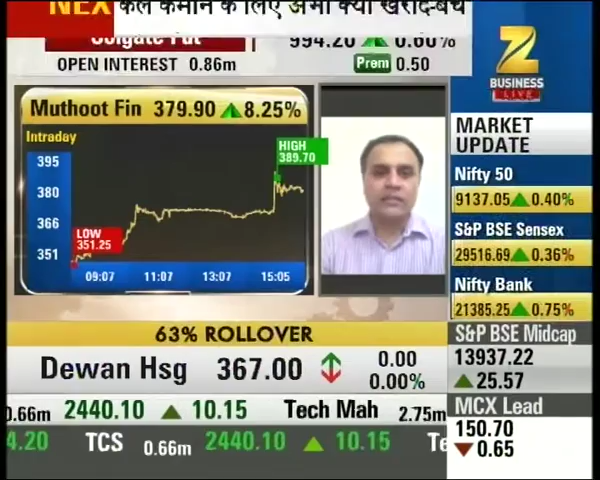 NEX कल कमाने के लिए अभी क्या खरीदें-बेचें
Colgate Fut 994.20 0.60%
OPEN INTEREST 0.86m Prem 0.50
Z
BUSINESS
LIVE
Muthoot Fin 379.90 8.25%
Intraday
395
380
366
351
HIGH
389.70
LOW
351.25
09:07 11:07 13:07 15:05
MARKET
UPDATE
Nifty 50
9137.05 0.40%
S&P BSE Sensex
29516.69 0.36%
Nifty Bank
21385.25 0.75%
S&P BSE Midcap
13937.22
25.57
MCX Lead
150.70
0.65
63% ROLLOVER
Dewan Hsg 367.00 0.00
0.00%
0.66m 2440.10 10.15 Tech Mah 2.75m
4.20 TCS 0.66m 2440.10 10.15 Te